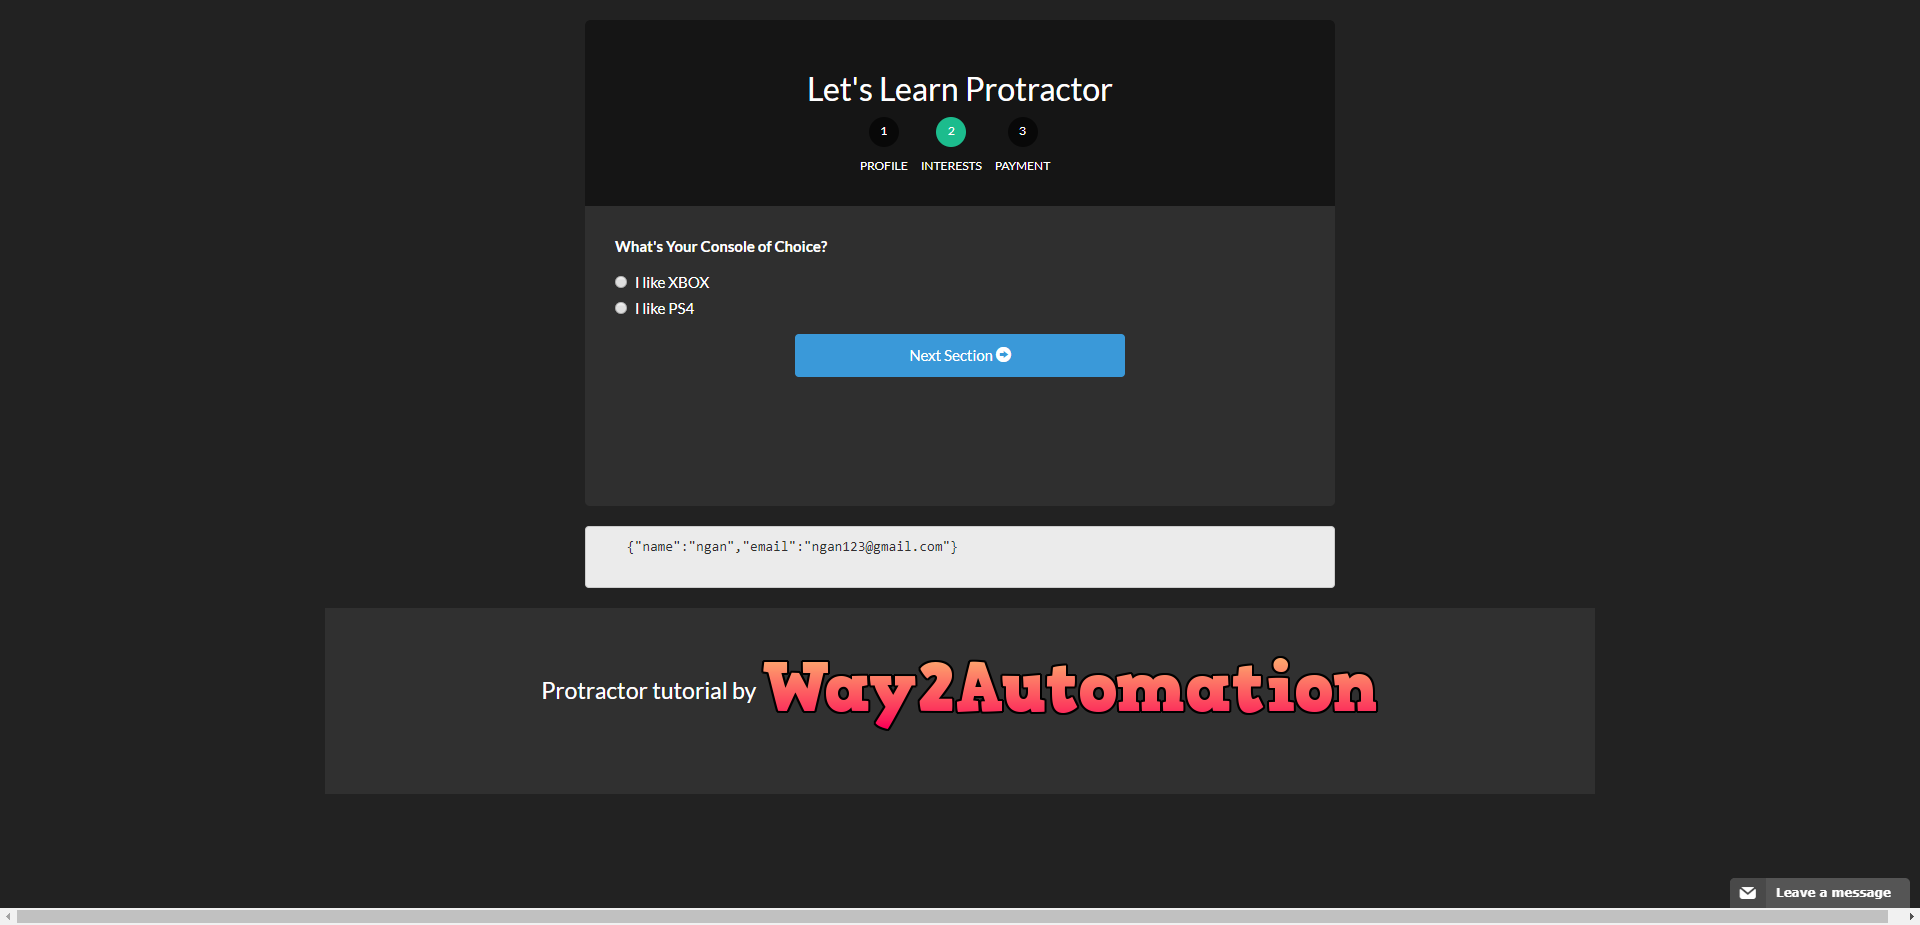 Let's Learn Protractor
1 2 3
PROFILE INTERESTS PAYMENT
What's Your Console of Choice?
I like XBOX
I like PS4
Next Section
{"name":"ngan","email":"ngan123@gmail.com"}
Protractor tutorial by Way2Automation
Leave a message